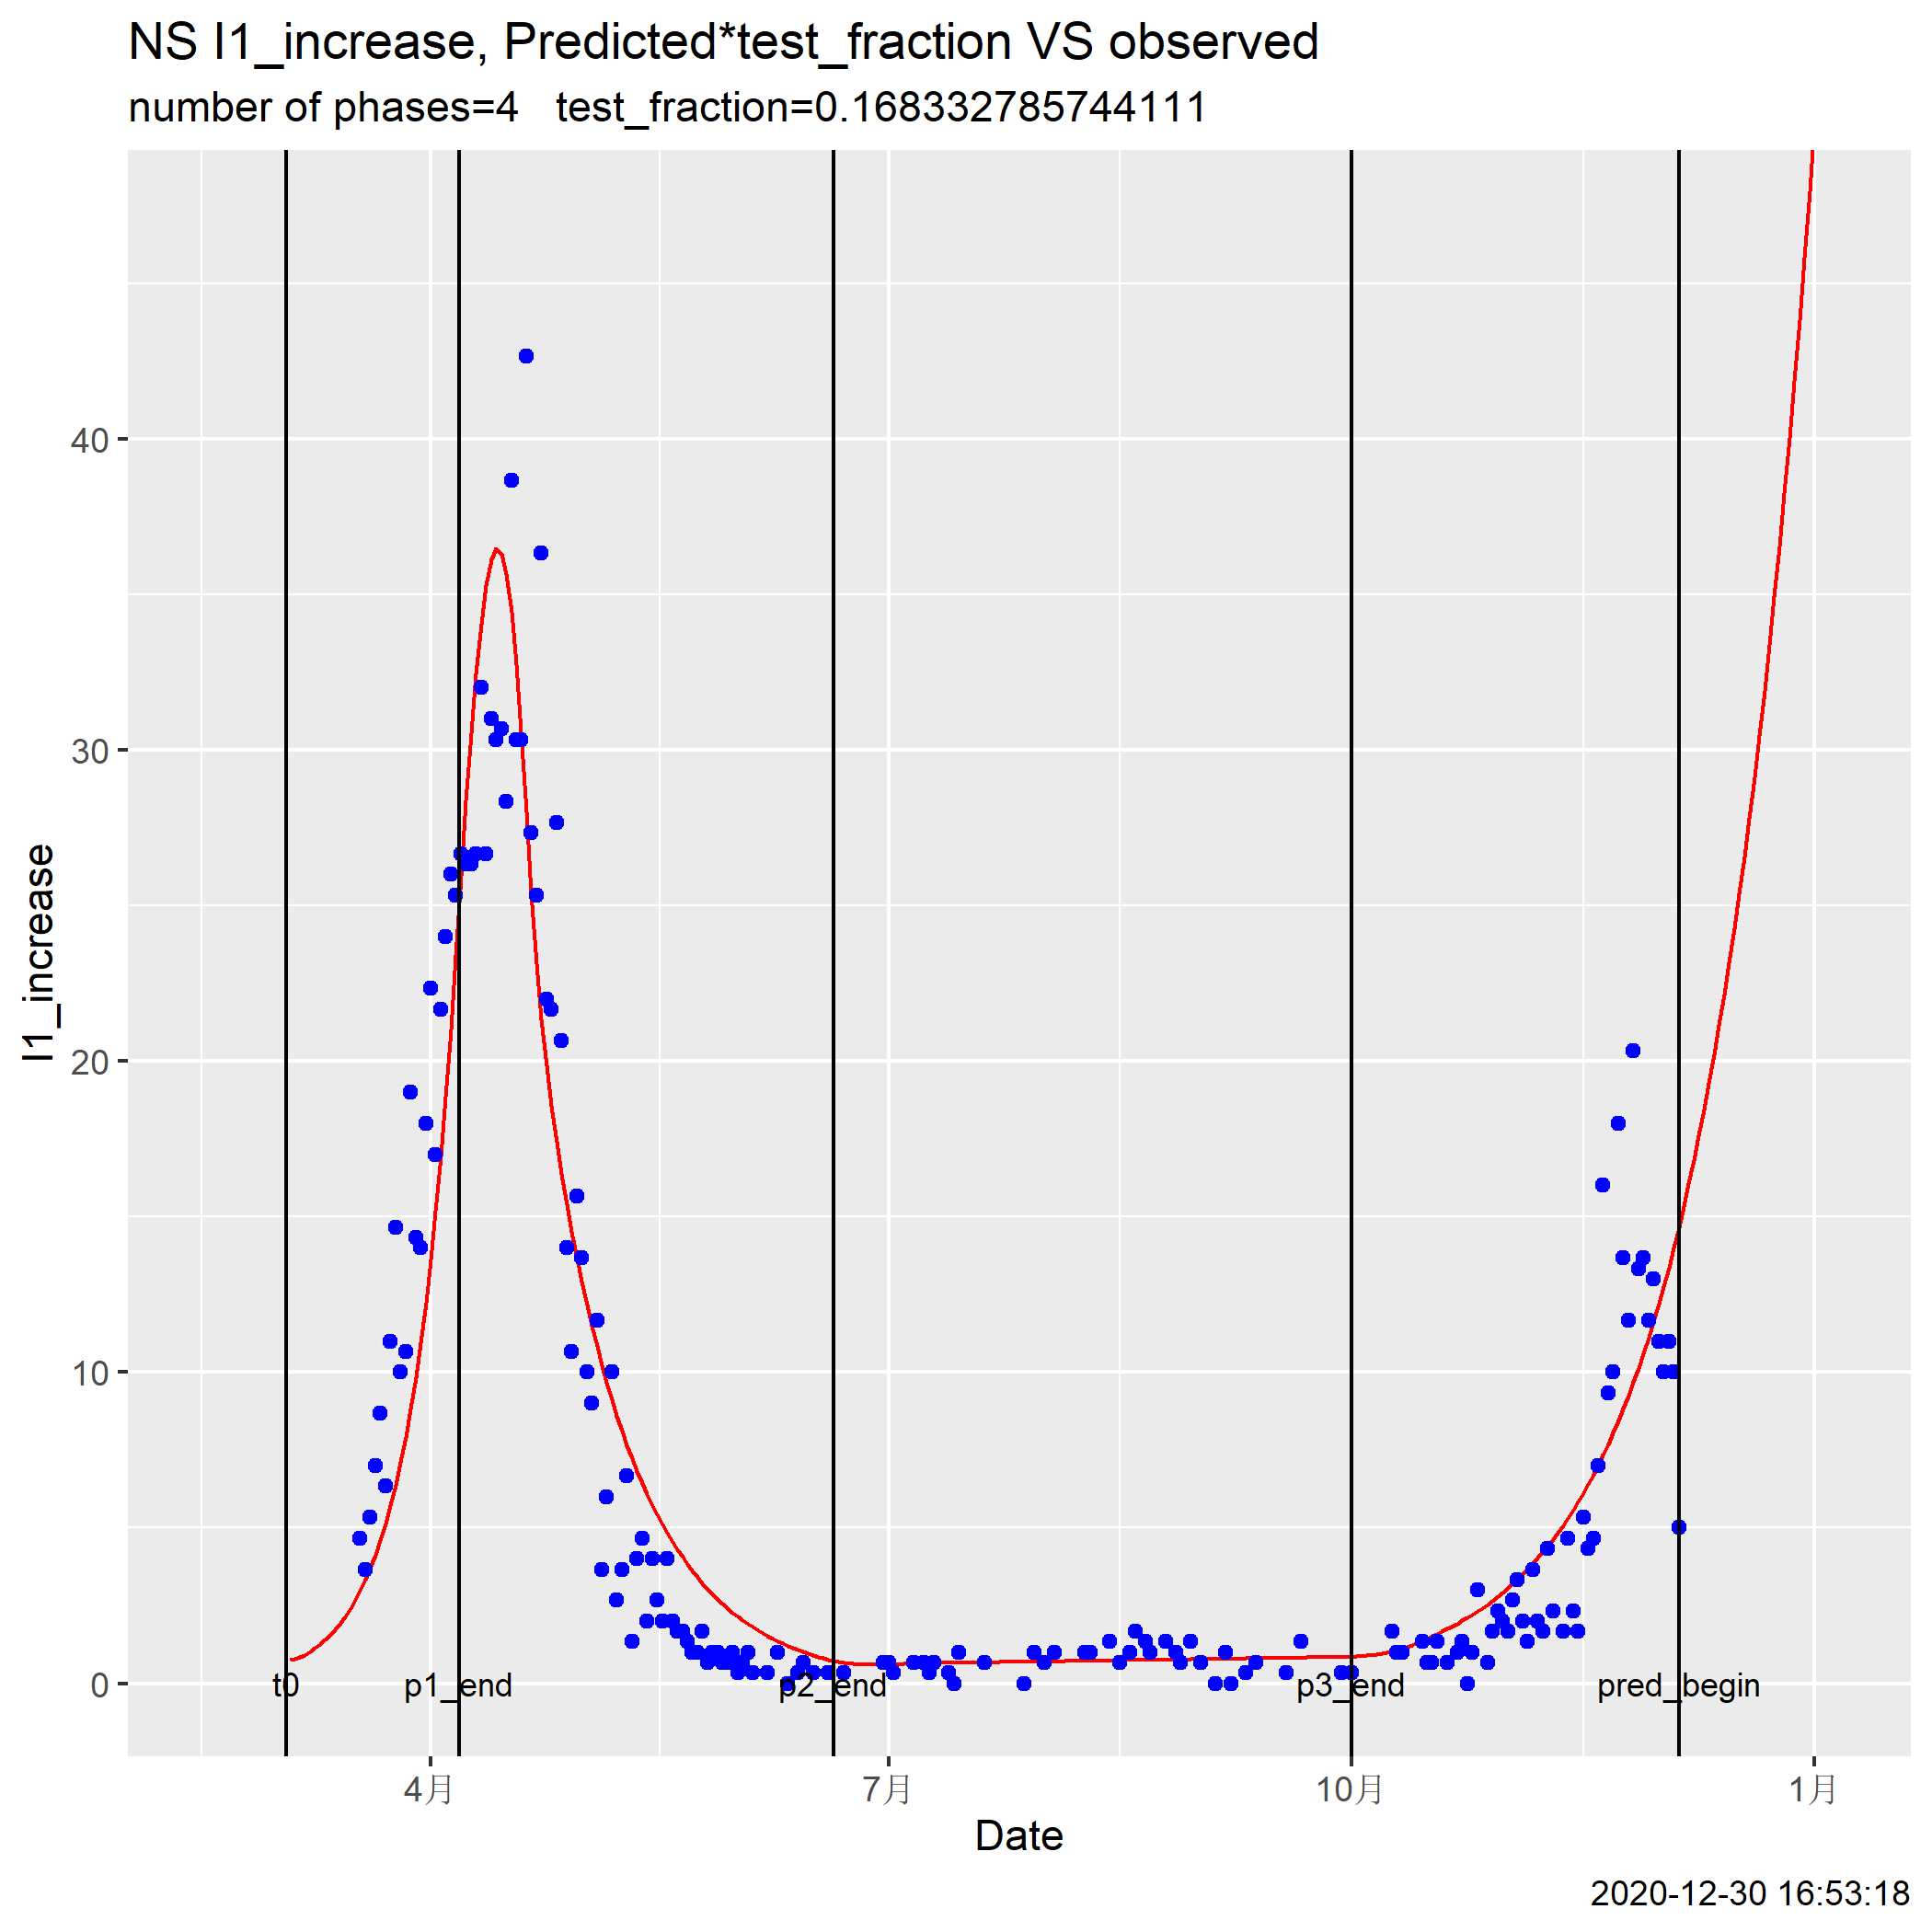 NS I1_increase, Predicted*test_fraction VS observed
number of phases=4 test_fraction=0.168332785744111
I1_increase
40
30
20
10
0
t0 p1_end p2_end p3_end pred_begin
4月 7月 10月 1月
Date
2020-12-30 16:53:18